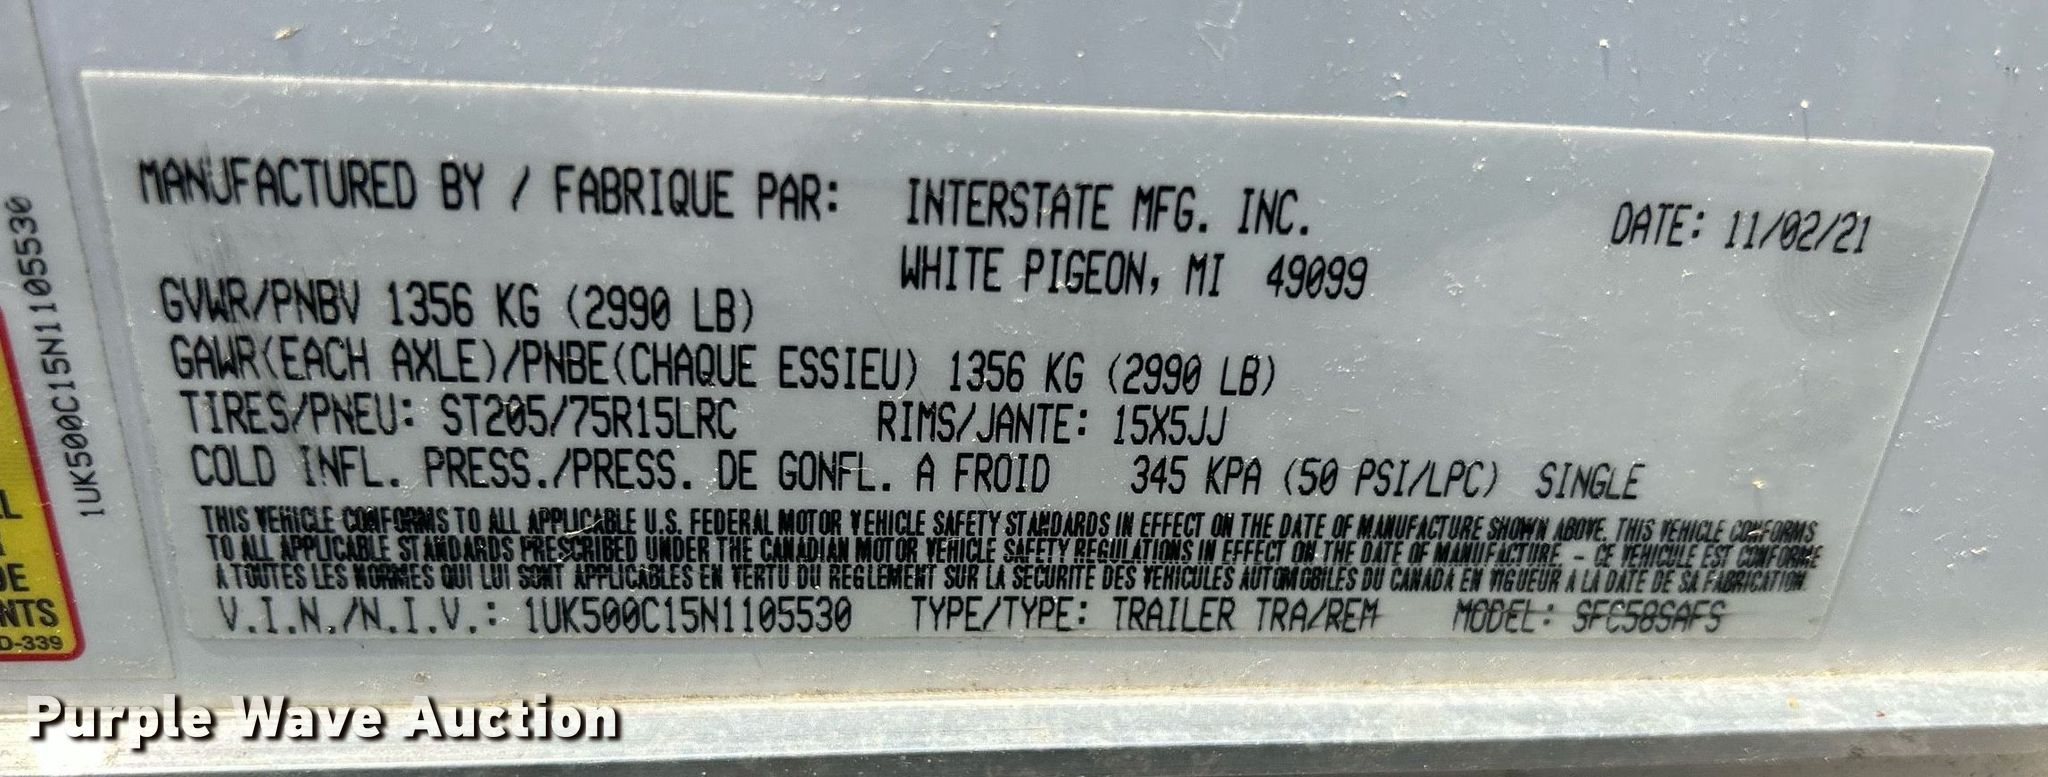 MANUFACTURED BY / FABRIQUE PAR: INTERSTATE MFG. INC. DATE: 11/02/21
WHITE PIGEON, MI 49099
GVWR/PNBV 1356 KG (2990 LB)
GAWR(EACH AXLE)/PNBE(CHAQUE ESSIEU) 1356 KG (2990 LB)
TIRES/PNEU: ST205/75R15LRC RIMS/JANTE: 15X5JJ
COLD INFL. PRESS./PRESS. DE GONFL. A FROID 345 KPA (50 PSI/LPC) SINGLE
THIS VEHICLE CONFORMS TO ALL APPLICABLE U.S. FEDERAL MOTOR VEHICLE SAFETY STANDARDS IN EFFECT ON THE DATE OF MANUFACTURE SHOWN ABOVE. THIS VEHICLE CONFORMS
TO ALL APPLICABLE STANDARDS PRESCRIBED UNDER THE CANADIAN MOTOR VEHICLE SAFETY REGULATIONS IN EFFECT ON THE DATE OF MANUFACTURE. - CE VEHICULE EST CONFORME
A TOUTES LES NORMES QUI LUI SONT APPLICABLES EN VERTU DU REGLEMENT SUR LA SECURITE DES VEHICULES AUTOMOBILES DU CANADA EN VIGUEUR A LA DATE DE SA FABRICATION.
V.I.N./N.I.V.: 1UK500C15N1105530 TYPE/TYPE: TRAILER TRA/REM MODEL: SFC58SAFS
1UK500C15N1105530
DE
NTS
D-339
Purple Wave Auction